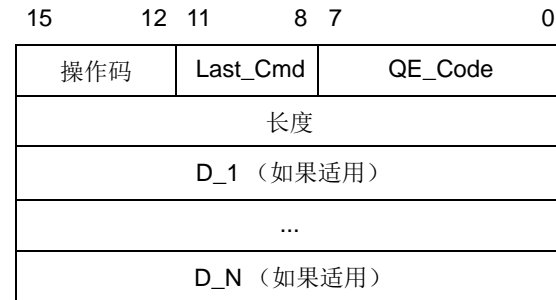 15 12 11 8 7 0
操作码 Last_Cmd QE_Code
长度
D_1 （如果适用）
...
D_N （如果适用）